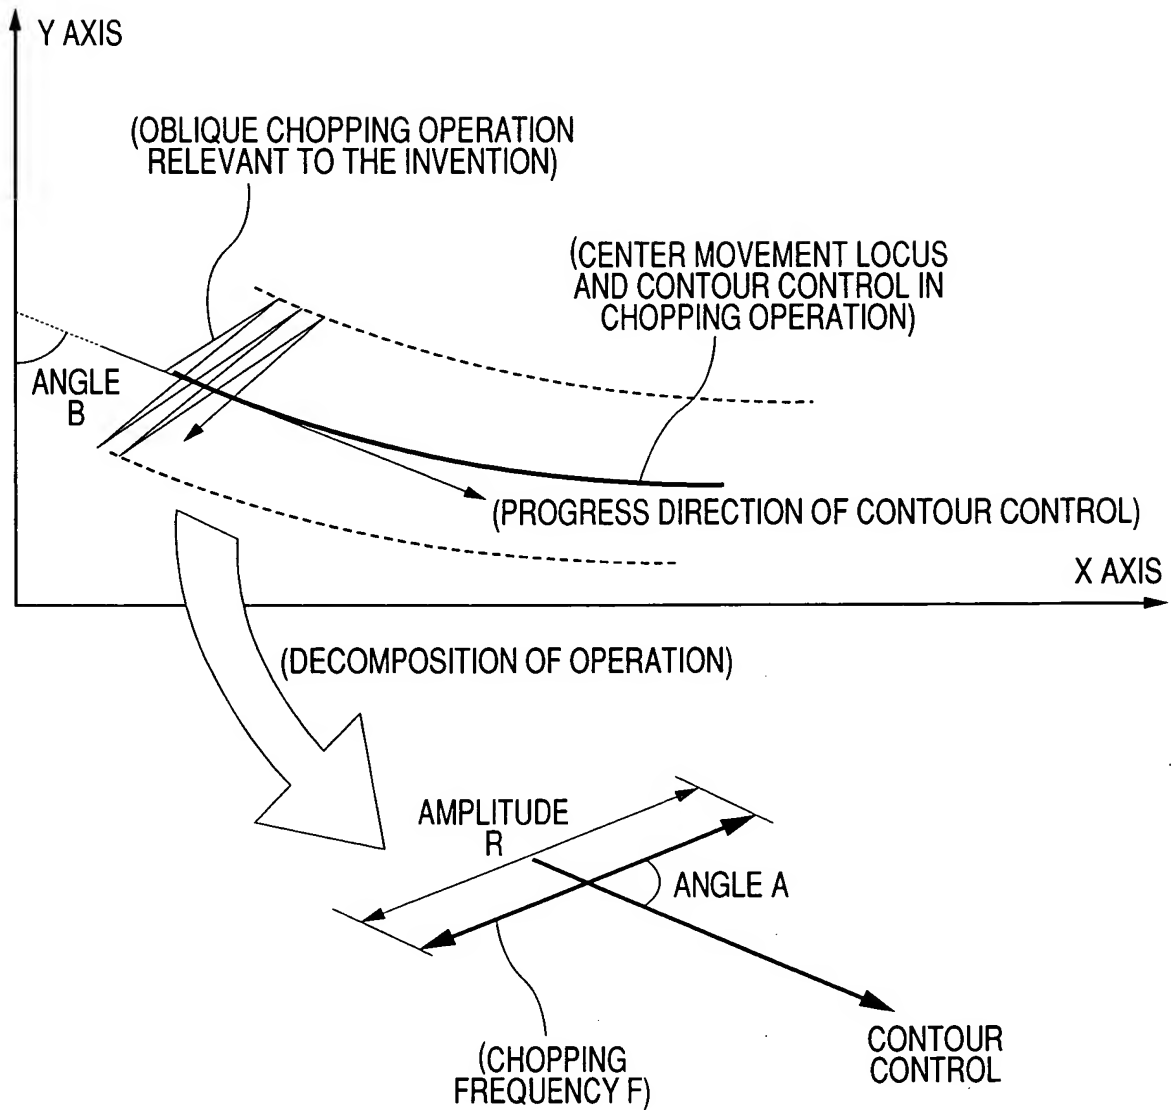 Y AXIS
(OBLIQUE CHOPPING OPERATION
RELEVANT TO THE INVENTION)
(CENTER MOVEMENT LOCUS
AND CONTOUR CONTROL IN
CHOPPING OPERATION)
ANGLE
B
(PROGRESS DIRECTION OF CONTOUR CONTROL)
X AXIS
(DECOMPOSITION OF OPERATION)
AMPLITUDE
R
ANGLE A
CONTOUR
CONTROL
(CHOPPING
FREQUENCY F)